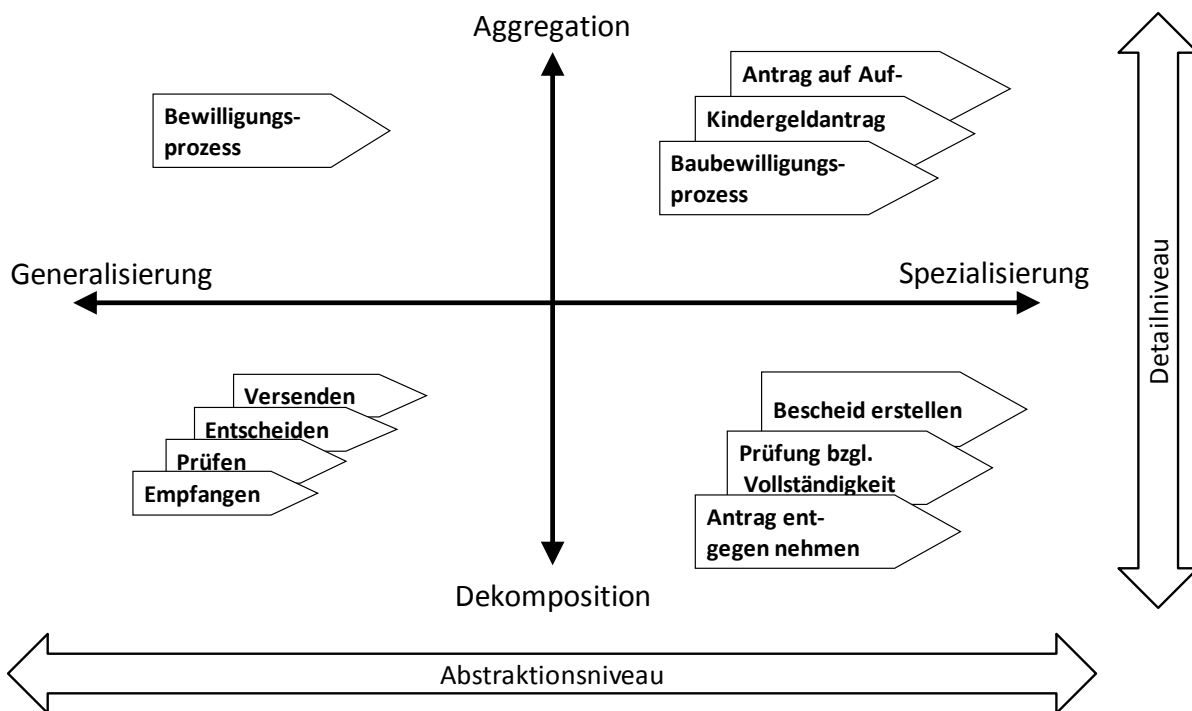 Aggregation
Bewilligungs-
prozess
Antrag auf Auf-
Kindergeldantrag
Baubewilligungs-
prozess
Generalisierung
Spezialisierung
Detailniveau
Versenden
Entscheiden
Prüfen
Empfangen
Bescheid erstellen
Prüfung bzgl.
Vollständigkeit
Antrag ent-
gegen nehmen
Dekomposition
Abstraktionsniveau